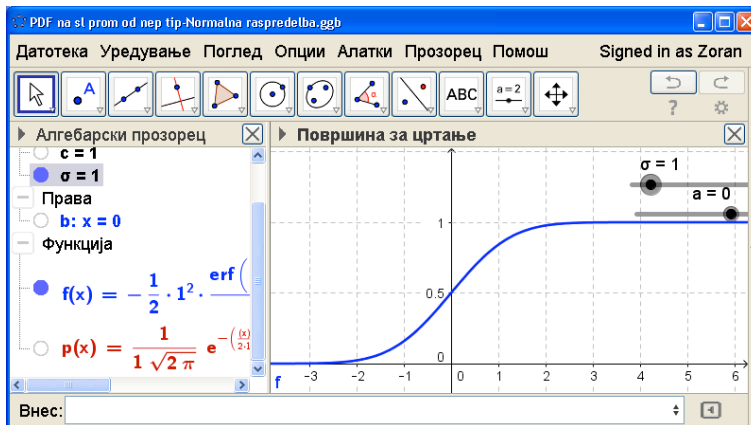 PDF na sl prom od nep tip-Normalna raspredelba.ggb
Датотека Уредување Поглед Опции Алатки Прозорец Помош Signed in as Zoran
A ABC a=2 ?
Алгебарски прозорец
c = 1
σ = 1
Права
b: x = 0
Функција
f(x) = − 1/2 · 1² · erf(
p(x) = 1/(1 √2 π) e^−((x)/2·1
Површина за цртање
σ = 1
a = 0
1
0.5
0
−3 −2 −1 0 1 2 3 4 5 6
f
Внес: